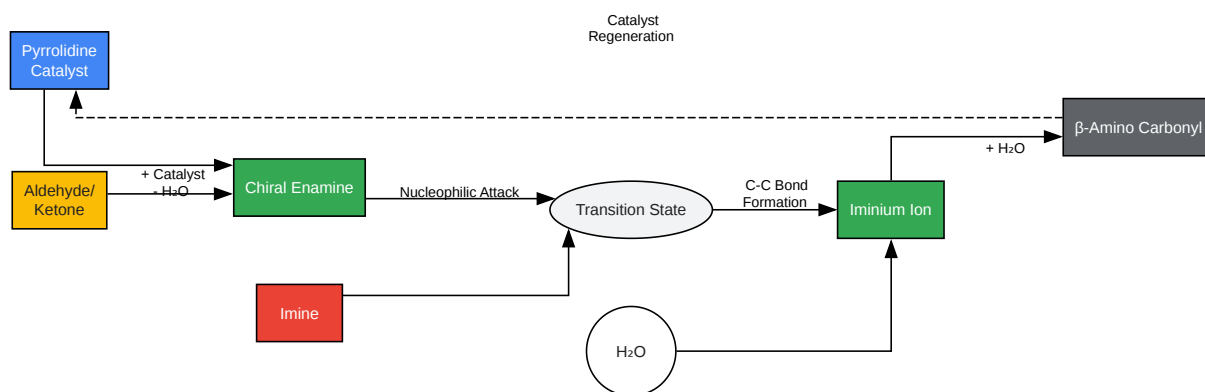 Catalyst
Regeneration
Pyrrolidine
Catalyst
β-Amino Carbonyl
+ H₂O
+ Catalyst
- H₂O
Aldehyde/
Ketone
Chiral Enamine
Nucleophilic Attack
Transition State
C-C Bond
Formation
Iminium Ion
Imine
H₂O